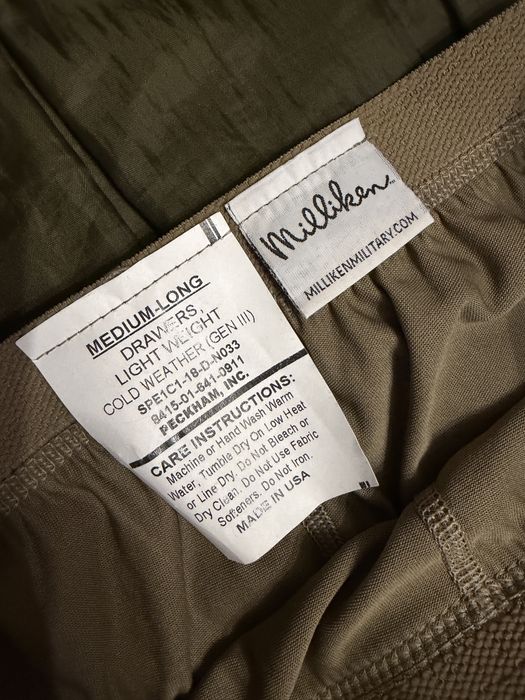 MEDIUM-LONG
DRAWERS,
LIGHT WEIGHT
COLD WEATHER (GEN III)
SPE1C1-18-D-N033
8415-01-641-0911
PECKHAM, INC.
CARE INSTRUCTIONS:
Machine or Hand Wash Warm
Water, Tumble Dry On Low Heat
or Line Dry. Do Not Bleach or
Dry Clean. Do Not Use Fabric
Softeners. Do Not Iron.
MADE IN USA
Milliken™
MILLIKENMILITARY.COM